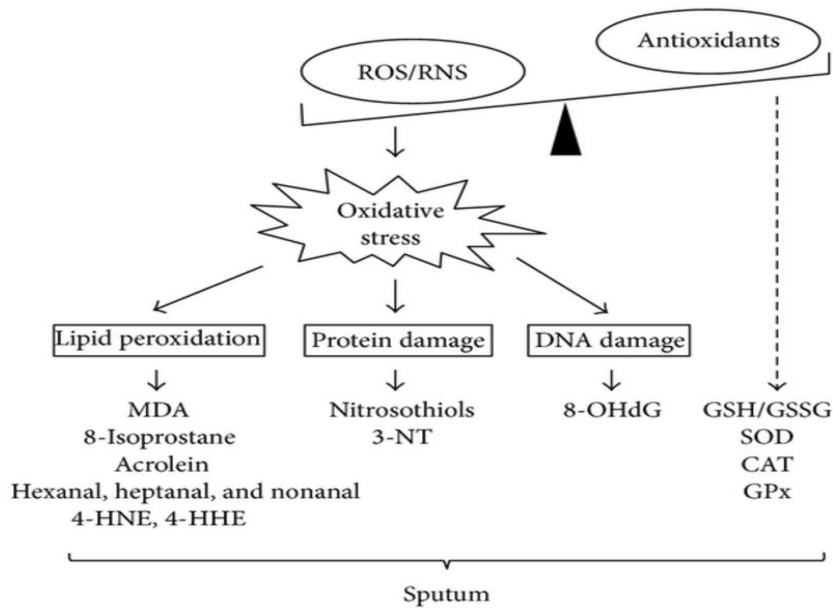 Antioxidants
ROS/RNS
Oxidative
stress
Lipid peroxidation
Protein damage
DNA damage
MDA
8-Isoprostane
Acrolein
Hexanal, heptanal, and nonanal
4-HNE, 4-HHE
Nitrosothiols
3-NT
8-OHdG
GSH/GSSG
SOD
CAT
GPx
Sputum